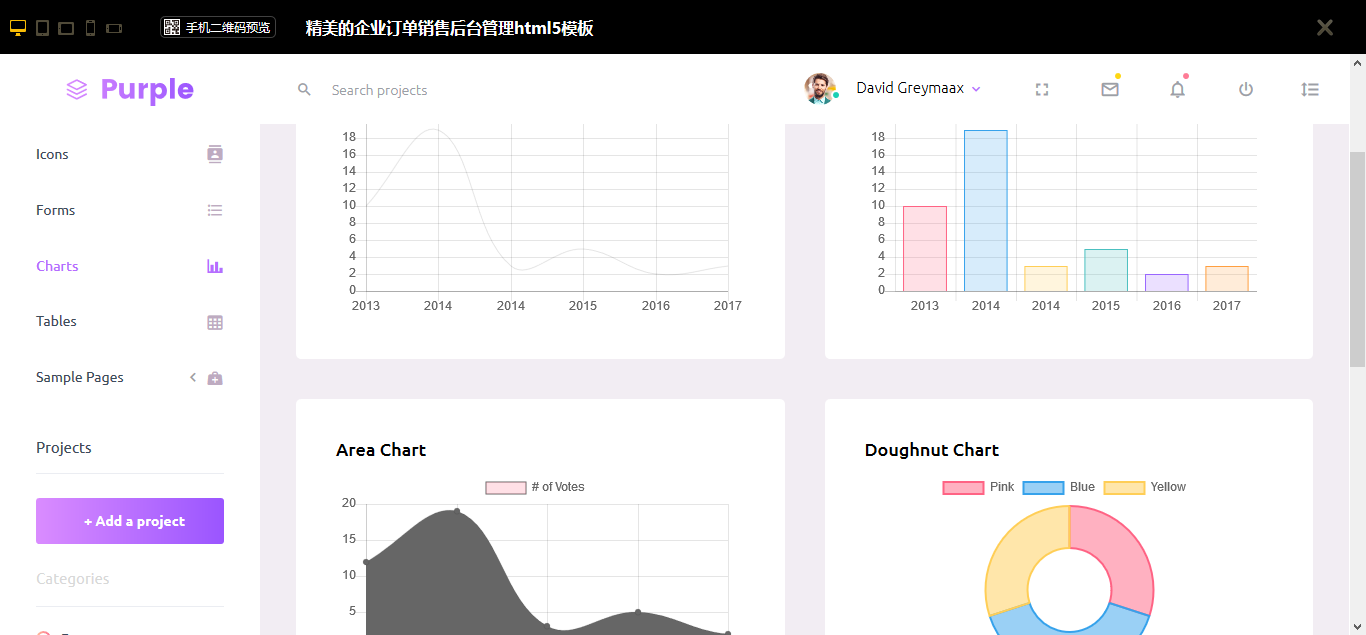 手机二维码预览
精美的企业订单销售后台管理html5模板
Purple
Search projects
David Greymaax
Icons
Forms
Charts
Tables
Sample Pages
Projects
+ Add a project
Categories
18
16
14
12
10
8
6
4
2
0
2013 2014 2014 2015 2016 2017
18
16
14
12
10
8
6
4
2
0
2013 2014 2014 2015 2016 2017
Area Chart
# of Votes
20
15
10
5
Doughnut Chart
Pink Blue Yellow